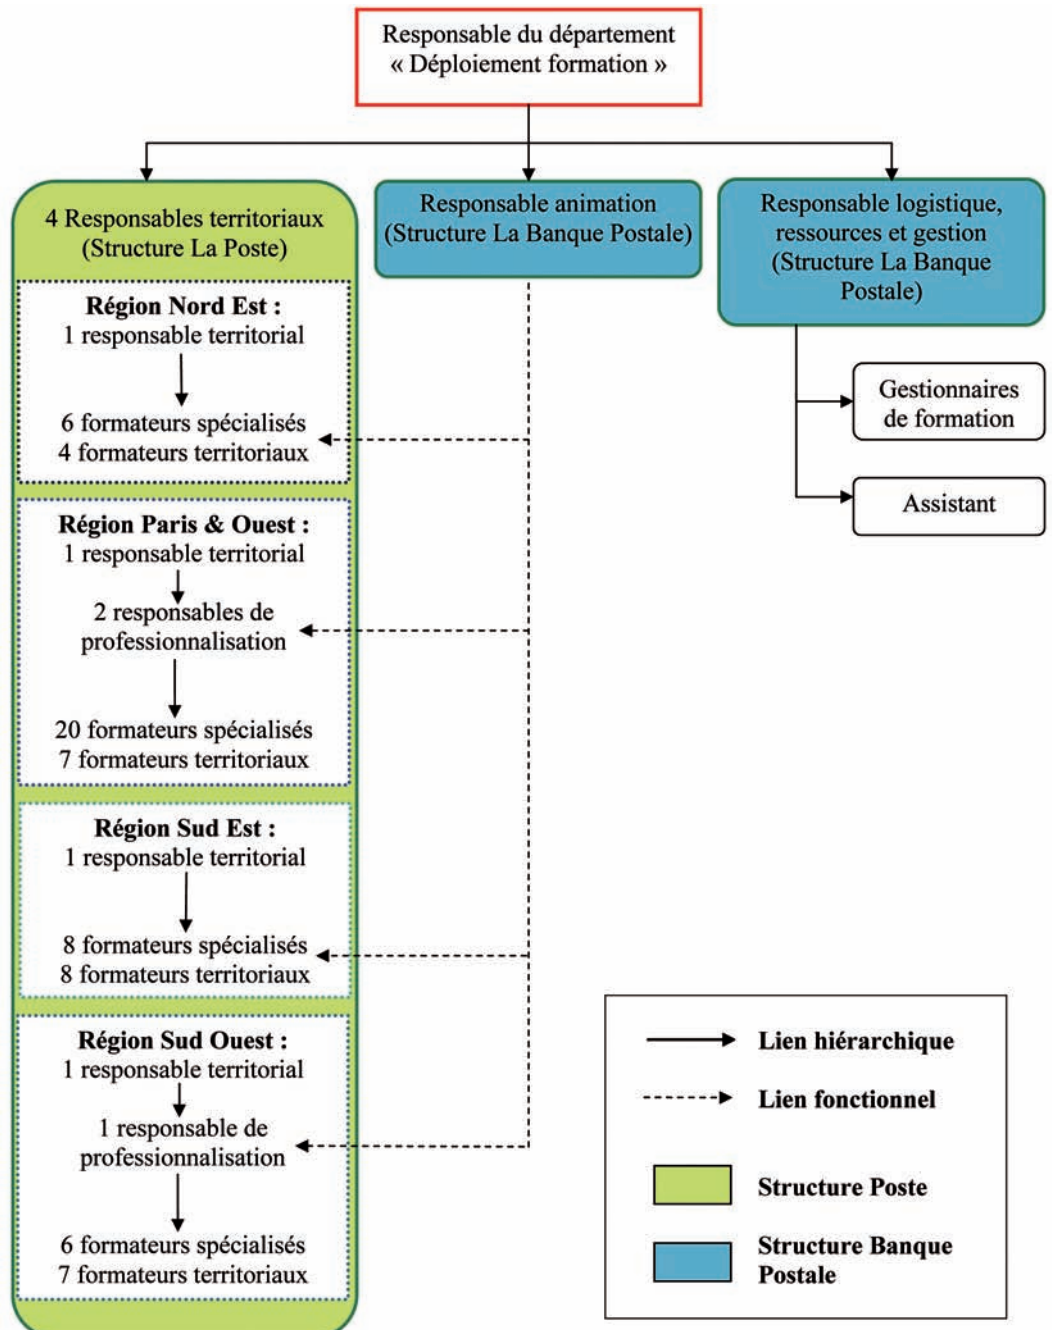 Responsable du département
« Déploiement formation »
4 Responsables territoriaux
(Structure La Poste)
Responsable animation
(Structure La Banque Postale)
Responsable logistique,
ressources et gestion
(Structure La Banque
Postale)
Région Nord Est :
1 responsable territorial
6 formateurs spécialisés
4 formateurs territoriaux
Gestionnaires
de formation
Assistant
Région Paris & Ouest :
1 responsable territorial
2 responsables de
professionnalisation
20 formateurs spécialisés
7 formateurs territoriaux
Région Sud Est :
1 responsable territorial
8 formateurs spécialisés
8 formateurs territoriaux
Région Sud Ouest :
1 responsable territorial
1 responsable de
professionnalisation
6 formateurs spécialisés
7 formateurs territoriaux
Lien hiérarchique
Lien fonctionnel
Structure Poste
Structure Banque
Postale